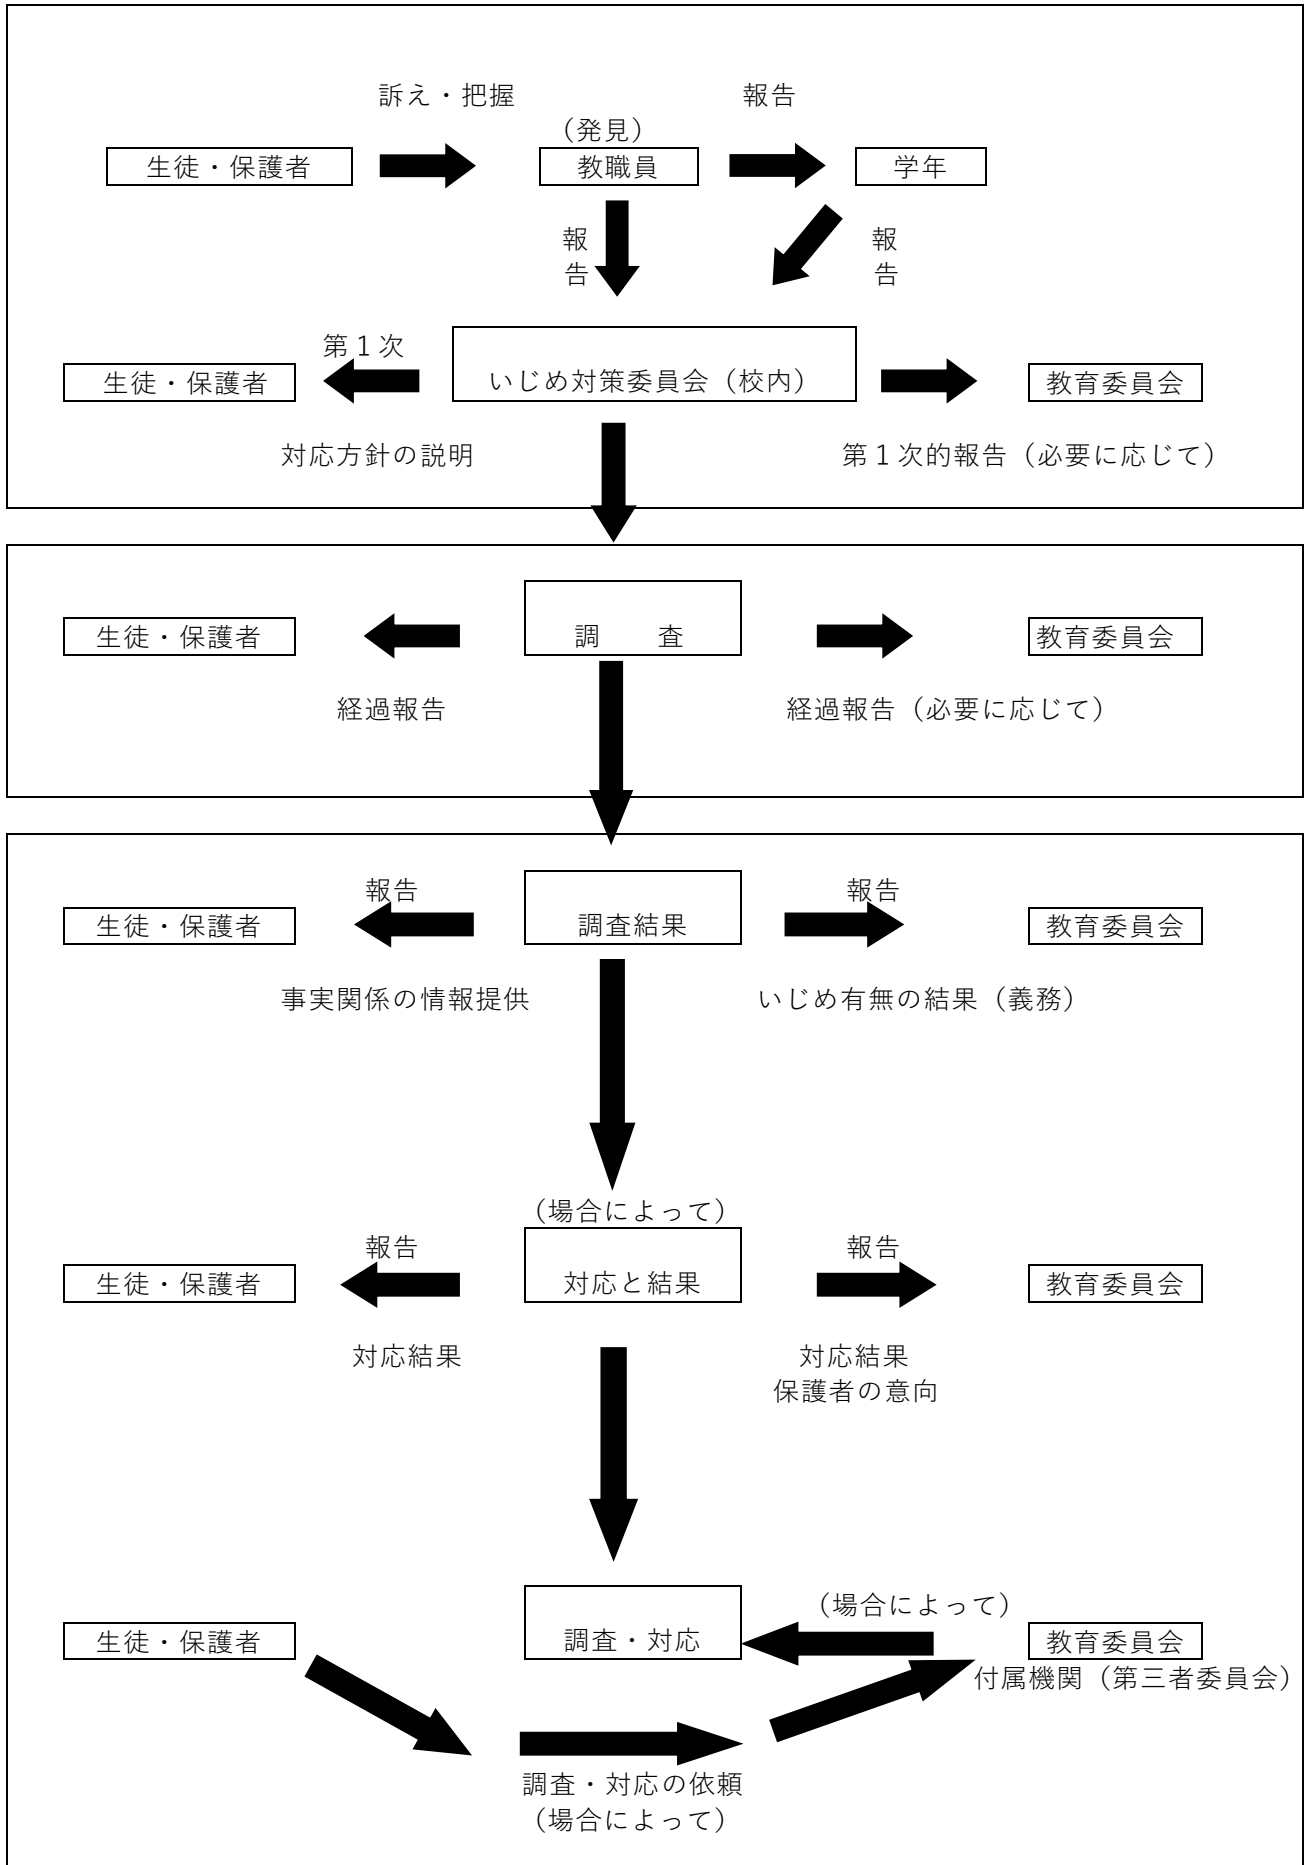 訴え・把握
報告
（発見）
生徒・保護者
教職員
学年
報
告
報
告
第１次
生徒・保護者
いじめ対策委員会（校内）
教育委員会
対応方針の説明
第１次的報告（必要に応じて）
生徒・保護者
調　　査
教育委員会
経過報告
経過報告（必要に応じて）
報告
報告
生徒・保護者
調査結果
教育委員会
事実関係の情報提供
いじめ有無の結果（義務）
（場合によって）
報告
報告
生徒・保護者
対応と結果
教育委員会
対応結果
対応結果
保護者の意向
（場合によって）
生徒・保護者
調査・対応
教育委員会
付属機関（第三者委員会）
調査・対応の依頼
（場合によって）